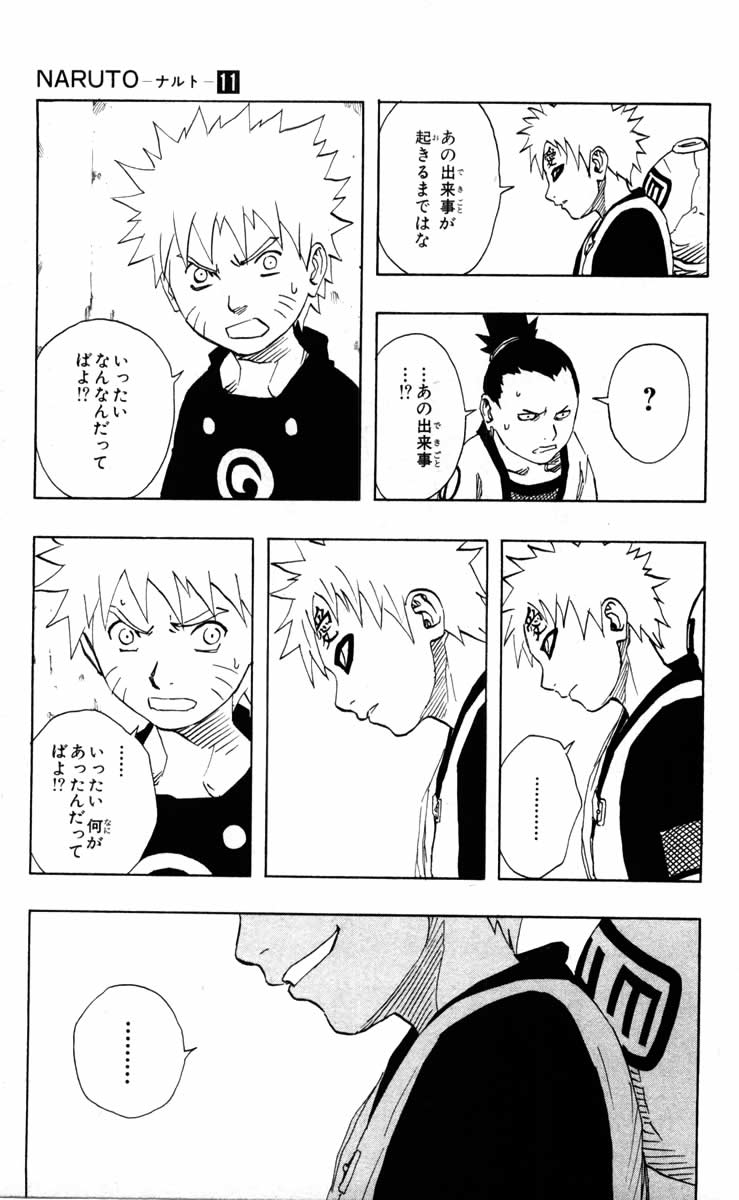 NARUTO—ナルト—11
あの出来事が
起きるまではな
？
…あの出来事
…!?
いったい
なんなんだって
ばよ!?
………
……
いったい 何が
あったんだって
ばよ!?
………